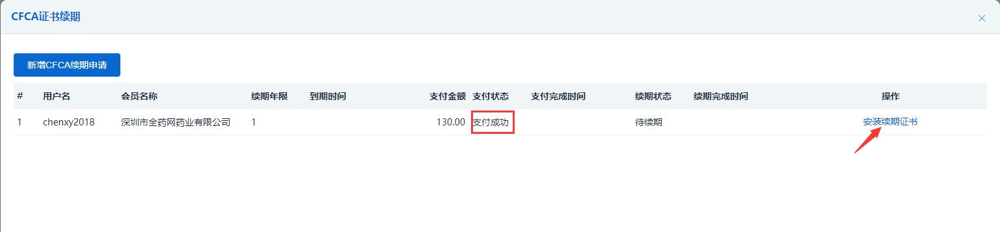 CFCA证书续期
新增CFCA续期申请
# 用户名 会员名称 续期年限 到期时间 支付金额 支付状态 支付完成时间 续期状态 续期完成时间 操作
1 chenxy2018 深圳市全药网药业有限公司 1 130.00 支付成功 待续期 安装续期证书